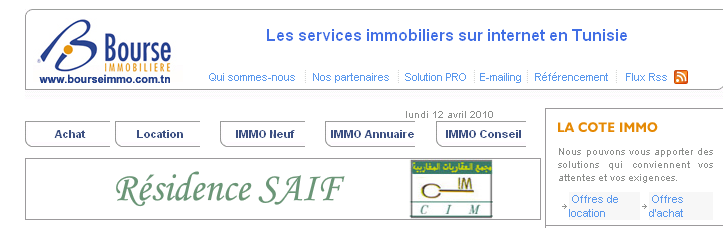 Bourse
IMMOBILIERE
www.bourseimmo.com.tn
Les services immobiliers sur internet en Tunisie
Qui sommes-nous Nos partenaires Solution PRO E-mailing Référencement Flux Rss
lundi 12 avril 2010
Achat Location IMMO Neuf IMMO Annuaire IMMO Conseil
Résidence SAIF
مجمع العقاريات المغاربية
IM
C I M
LA COTE IMMO
Nous pouvons vous apporter des
solutions qui conviennent vos
attentes et vos exigences.
Offres de
location
Offres
d'achat